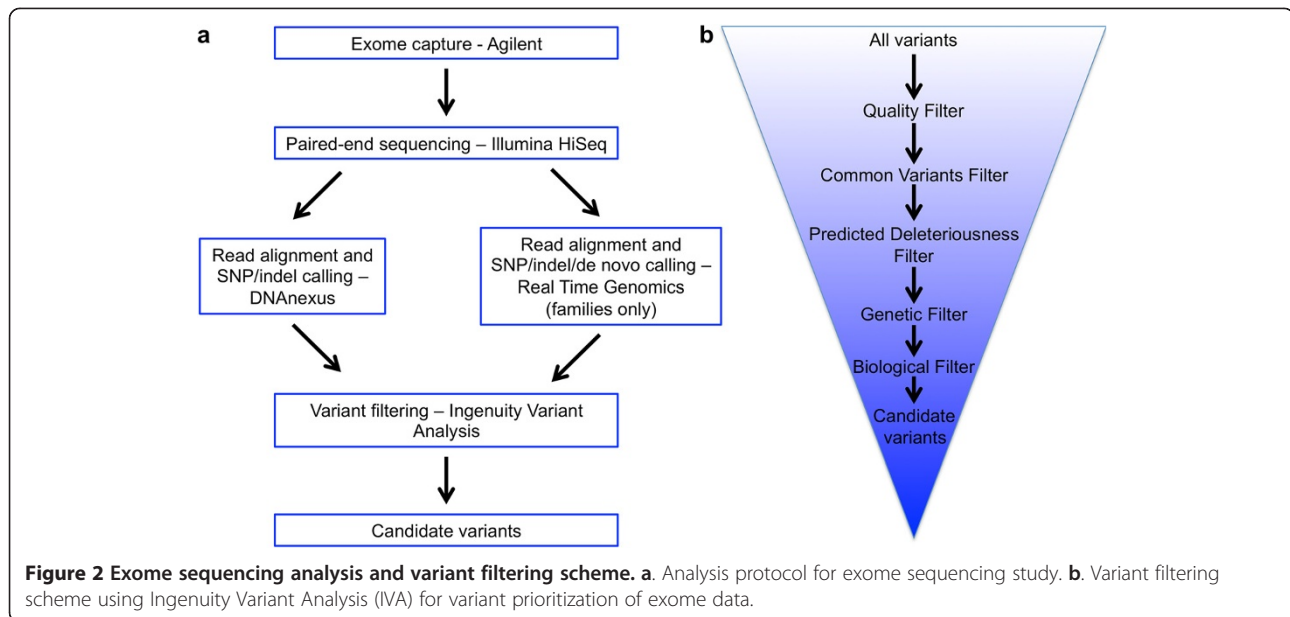 a
Exome capture - Agilent
Paired-end sequencing – Illumina HiSeq
Read alignment and
SNP/indel calling –
DNAnexus
Read alignment and
SNP/indel/de novo calling –
Real Time Genomics
(families only)
Variant filtering – Ingenuity Variant
Analysis
Candidate variants
b
All variants
Quality Filter
Common Variants Filter
Predicted Deleteriousness
Filter
Genetic Filter
Biological Filter
Candidate
variants
Figure 2 Exome sequencing analysis and variant filtering scheme. a. Analysis protocol for exome sequencing study. b. Variant filtering
scheme using Ingenuity Variant Analysis (IVA) for variant prioritization of exome data.